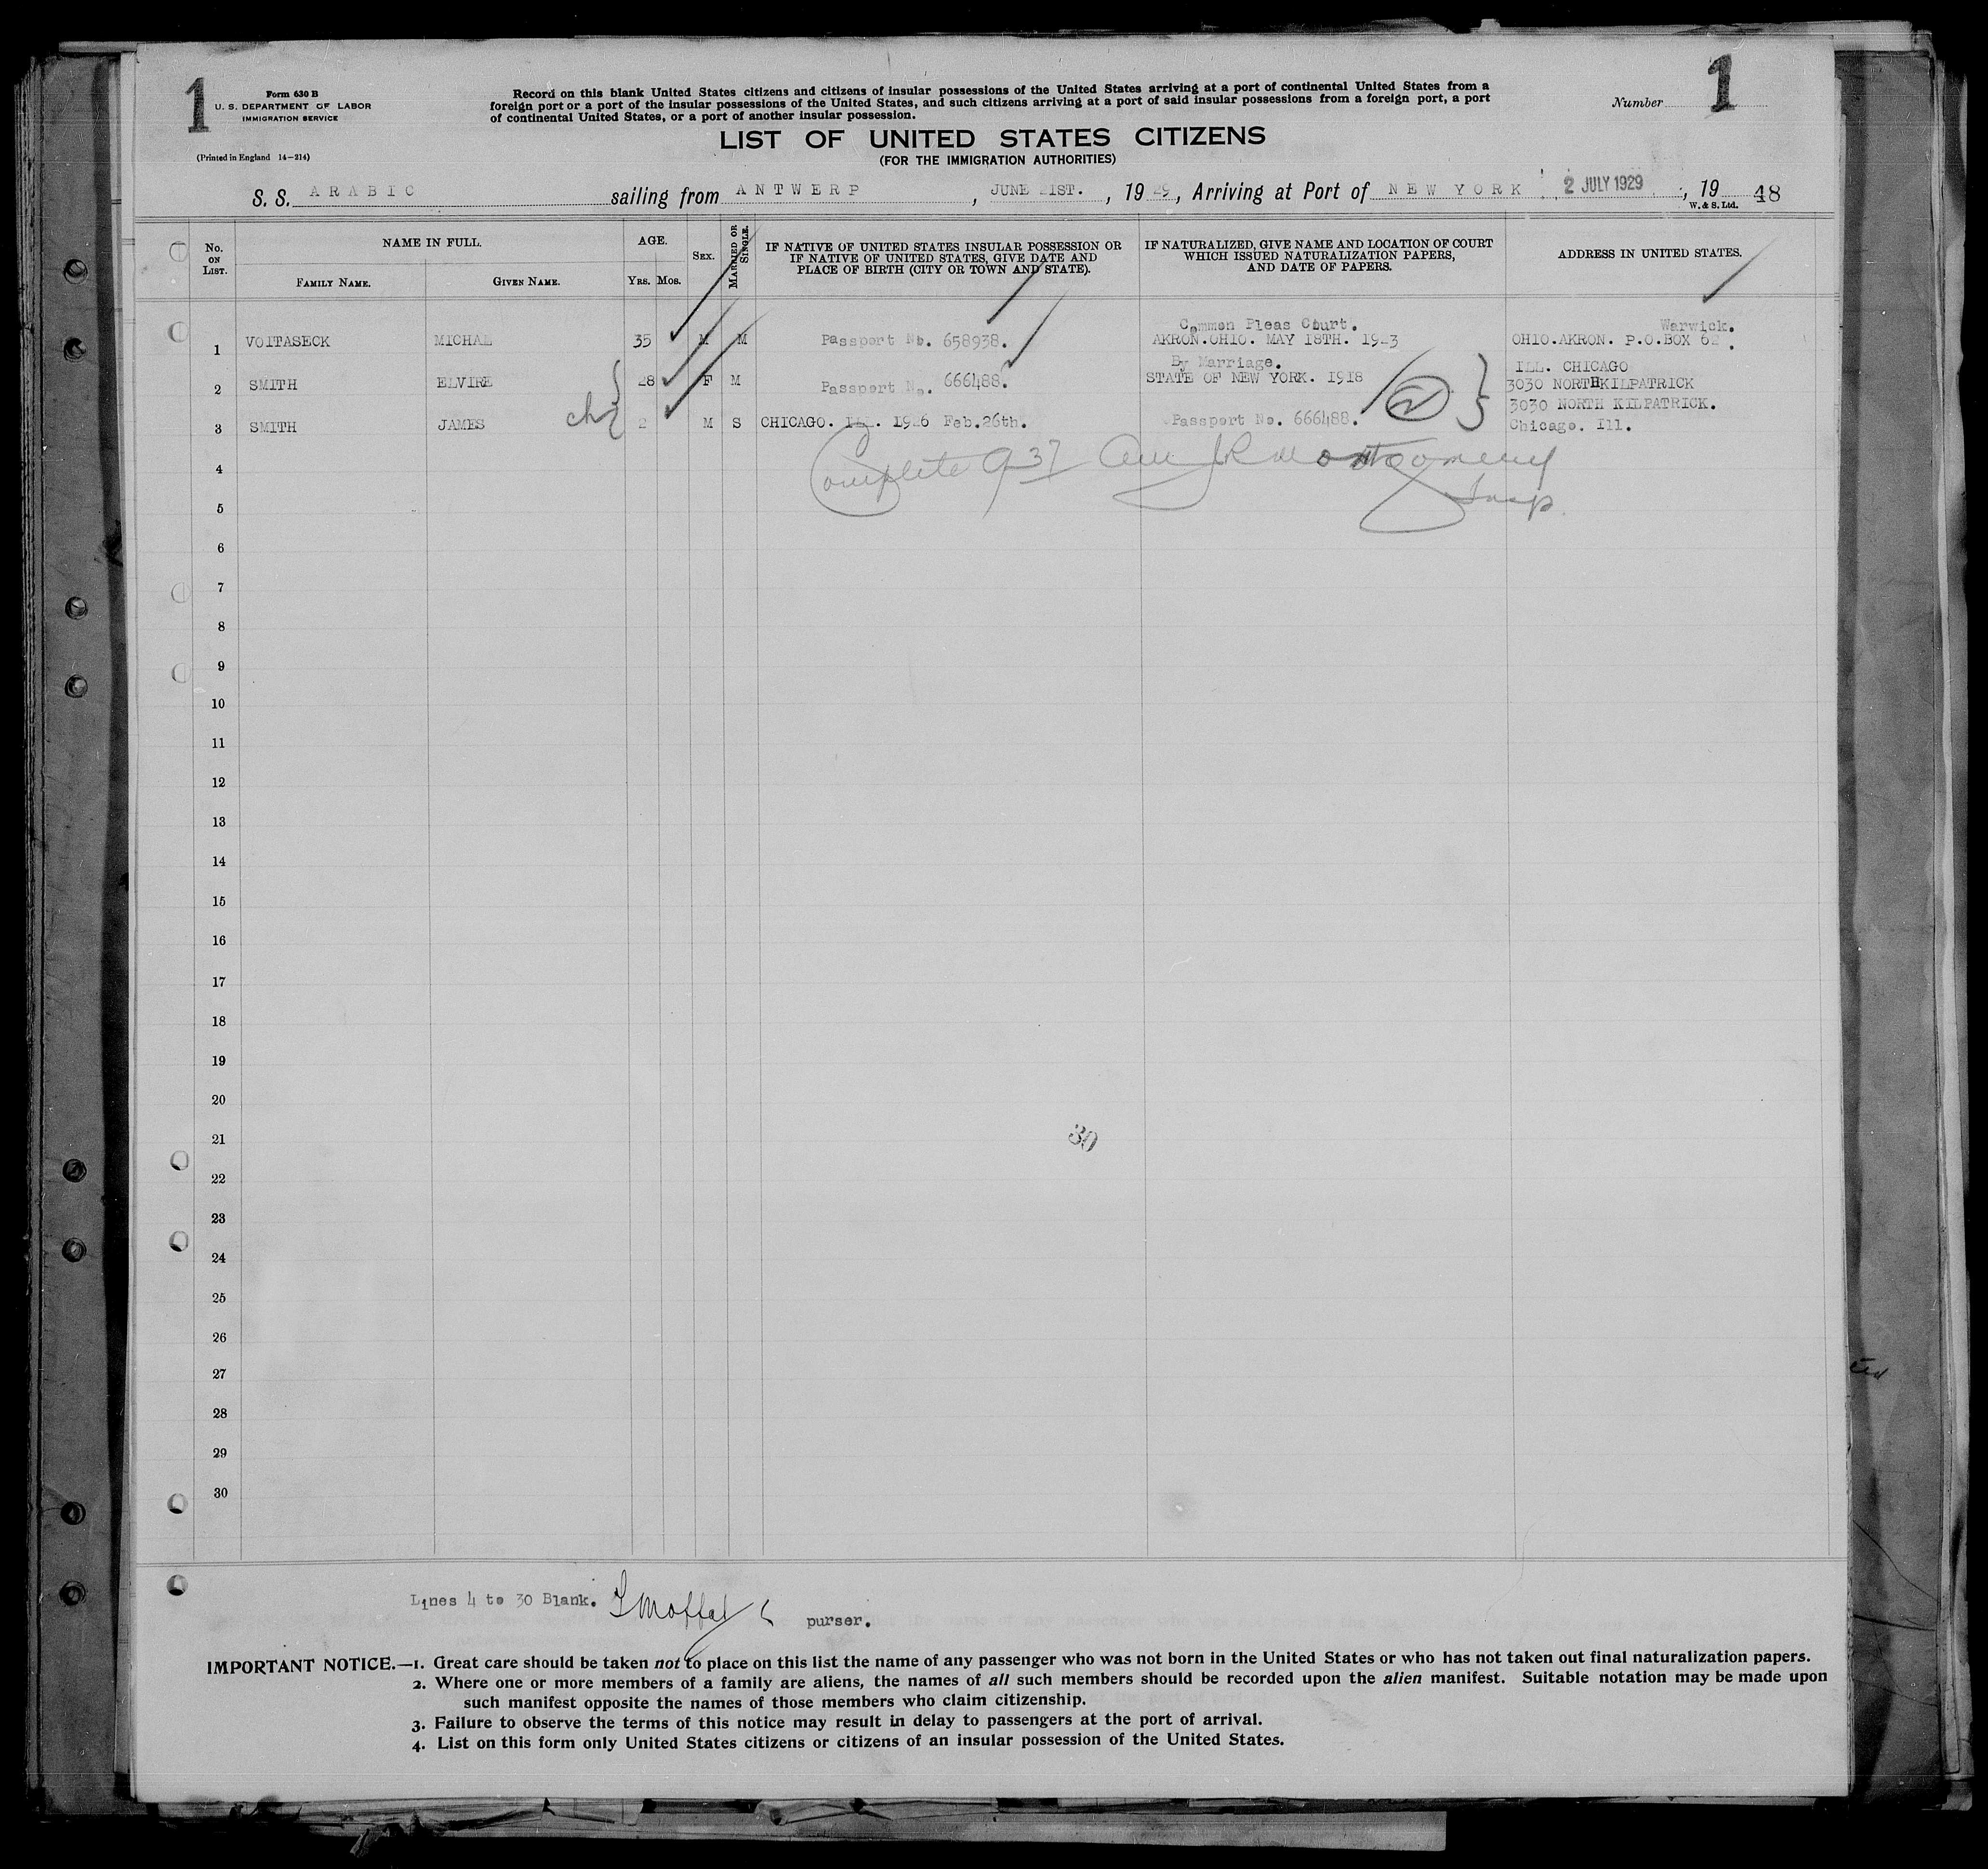 1
Form 630 B
U. S. DEPARTMENT OF LABOR
IMMIGRATION SERVICE
(Printed in England 14—214)
Record on this blank United States citizens and citizens of insular possessions of the United States arriving at a port of continental United States from a
foreign port or a port of the insular possessions of the United States, and such citizens arriving at a port of said insular possessions from a foreign port, a port
of continental United States, or a port of another insular possession.
Number 1
LIST OF UNITED STATES CITIZENS
(FOR THE IMMIGRATION AUTHORITIES)
S. S. ARABIC sailing from ANTWERP, JUNE 21ST., 1929, Arriving at Port of NEW YORK 2 JULY 1929, 19
W. & S. Ltd. 48
No. ON LIST.
NAME IN FULL.
FAMILY NAME.
GIVEN NAME.
AGE.
YRS. MOS.
SEX.
MARRIED OR SINGLE.
IF NATIVE OF UNITED STATES INSULAR POSSESSION OR
IF NATIVE OF UNITED STATES, GIVE DATE AND
PLACE OF BIRTH (CITY OR TOWN AND STATE).
IF NATURALIZED, GIVE NAME AND LOCATION OF COURT
WHICH ISSUED NATURALIZATION PAPERS,
AND DATE OF PAPERS.
ADDRESS IN UNITED STATES.
Common Pleas Court. Warwick.
1 VOITASECK MICHAL 35 M M Passport No. 658938. AKRON.OHIO. MAY 18TH. 1923 OHIO.AKRON. P.O.BOX 62.
By Marriage. ILL. CHICAGO
2 SMITH ELVIRE 28 F M Passport No. 666488. STATE OF NEW YORK. 1918 3030 NORTH KILPATRICK
3030 NORTH KILPATRICK.
3 SMITH JAMES ch 2 M S CHICAGO. Ill. 1926 Feb.26th. Passport No. 666488. Chicago. Ill.
4 Complete 937 JR Montgomery
5 Insp.
6
7
8
9
10
11
12
13
14
15
16
17
18
19
20
21
30
22
23
24
25
26
27
28
29
30
Lines 4 to 30 Blank. J Moffat purser.
IMPORTANT NOTICE.—1. Great care should be taken not to place on this list the name of any passenger who was not born in the United States or who has not taken out final naturalization papers.
2. Where one or more members of a family are aliens, the names of all such members should be recorded upon the alien manifest. Suitable notation may be made upon
such manifest opposite the names of those members who claim citizenship.
3. Failure to observe the terms of this notice may result in delay to passengers at the port of arrival.
4. List on this form only United States citizens or citizens of an insular possession of the United States.